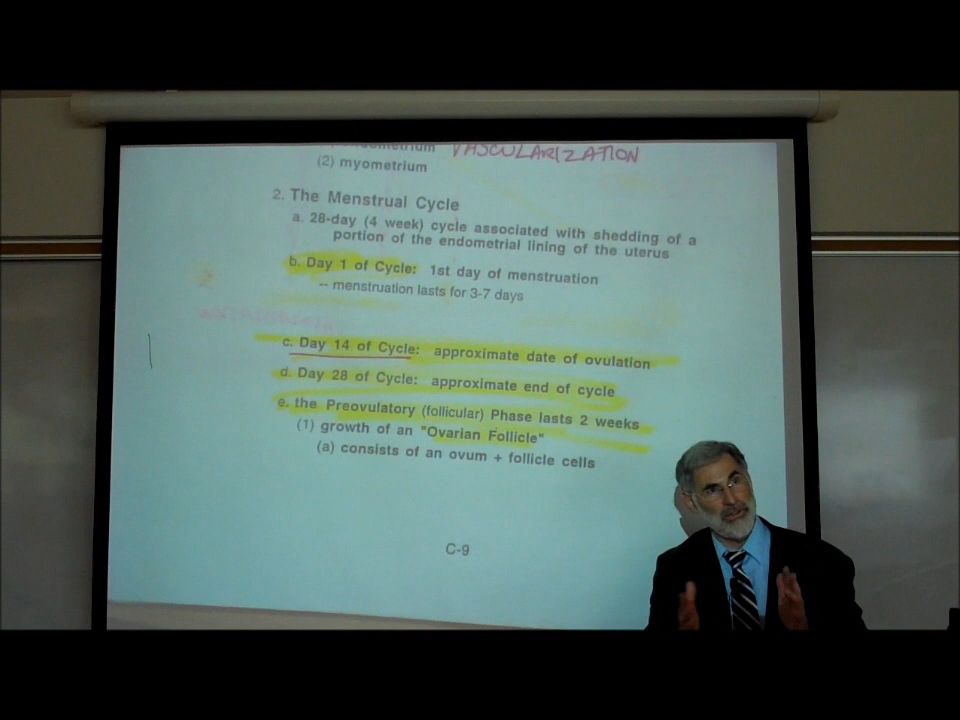 VASCULARIZATION
(2) myometrium
2. The Menstrual Cycle
a. 28-day (4 week) cycle associated with shedding of a
portion of the endometrial lining of the uterus
b. Day 1 of Cycle: 1st day of menstruation
-- menstruation lasts for 3-7 days
c. Day 14 of Cycle: approximate date of ovulation
d. Day 28 of Cycle: approximate end of cycle
e. the Preovulatory (follicular) Phase lasts 2 weeks
(1) growth of an "Ovarian Follicle"
(a) consists of an ovum + follicle cells
C-9